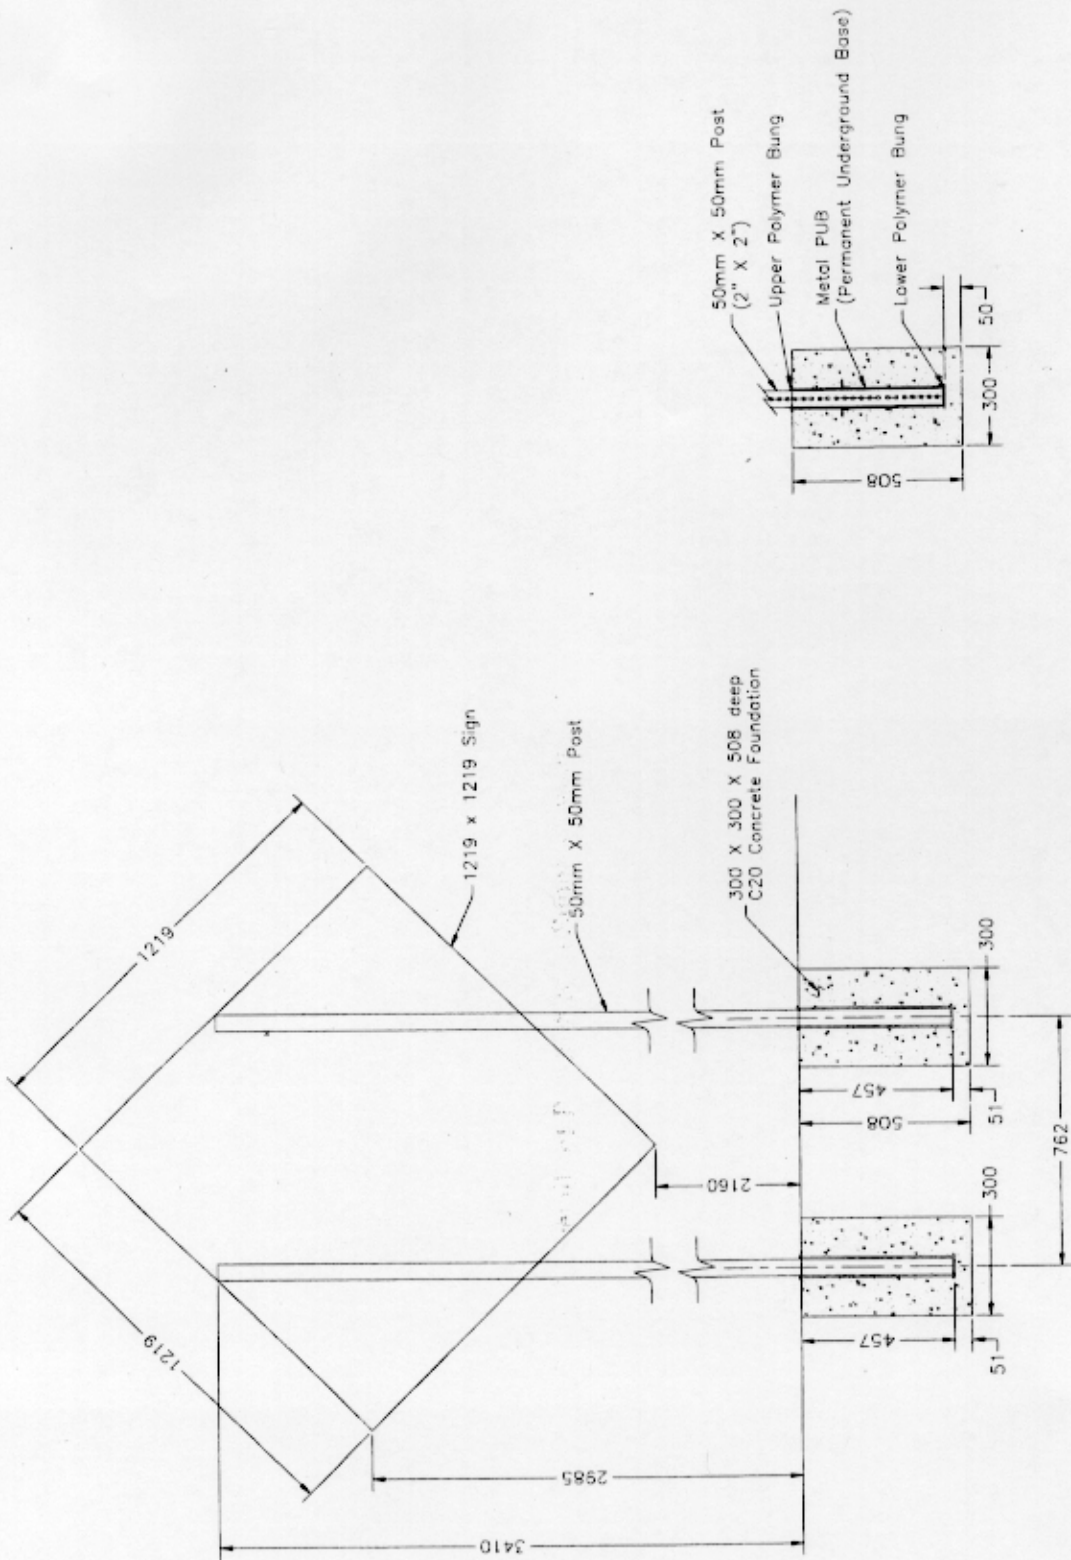 1219
1219
1219 x 1219 Sign
50mm X 50mm Post
300 X 300 X 508 deep
C20 Concrete Foundation
3410
2985
2160
457
51
300
762
457
508
51
300
50mm X 50mm Post
(2" X 2")
Upper Polymer Bung
Metal PUB
(Permanent Underground Base)
Lower Polymer Bung
508
300
50